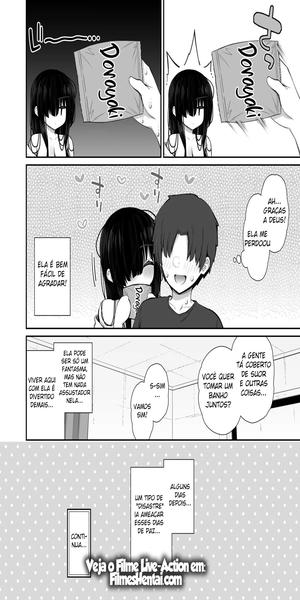 Dorayaki
Dorayaki
AH...
GRAÇAS
A DEUS!
ELA ME
PERDOOU
Dorayaki
ELA É BEM
FÁCIL DE
AGRADAR!
A GENTE
TÁ COBERTO
DE SUOR
E OUTRAS
COISAS...
VOCÊ QUER
TOMAR UM
BANHO
JUNTOS?
S-SIM
...
VAMOS
SIM!
ELA PODE
SER SÓ UM
FANTASMA,
MAS NÃO
TEM NADA
ASSUSTADOR
NELA...
VIVER AQUI
COM ELA É
DIVERTIDO
DEMAIS...
ALGUNS
DIAS
DEPOIS...
UM TIPO DE
"DISASTRE"
IA AMEAÇAR
ESSES DIAS
DE PAZ...
CONTI-
NUA...
Veja o Filme Live-Action em:
FilmesHentai.com